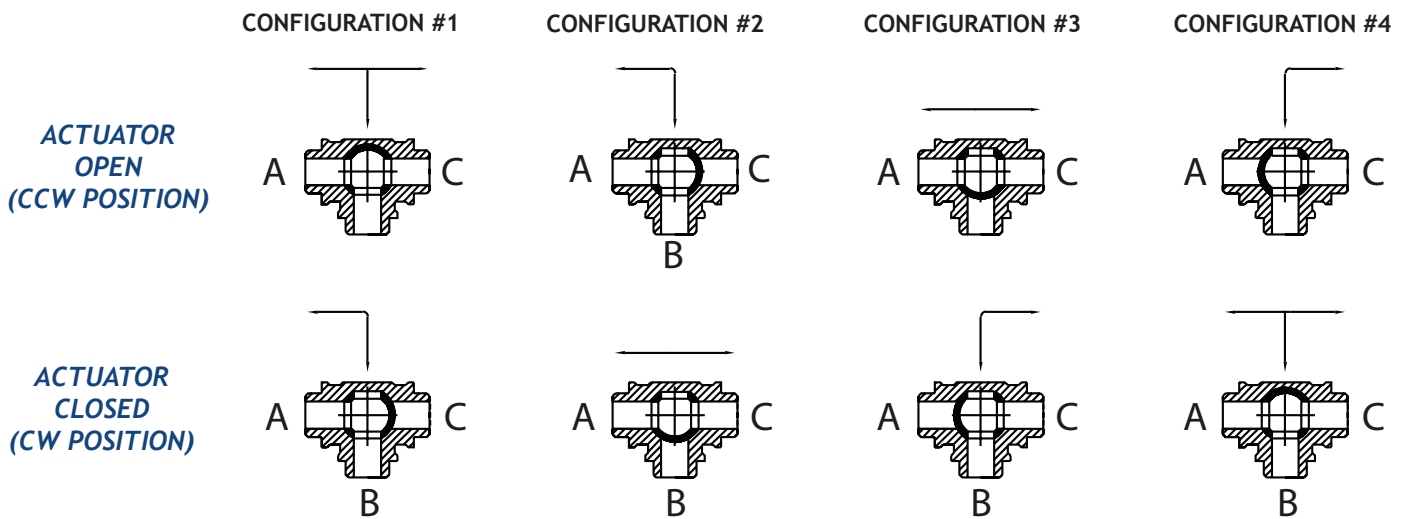 CONFIGURATION #1 CONFIGURATION #2 CONFIGURATION #3 CONFIGURATION #4
ACTUATOR
OPEN
(CCW POSITION)
A C A C A C A C
B
ACTUATOR
CLOSED
(CW POSITION)
A C A C A C A C
B B B B